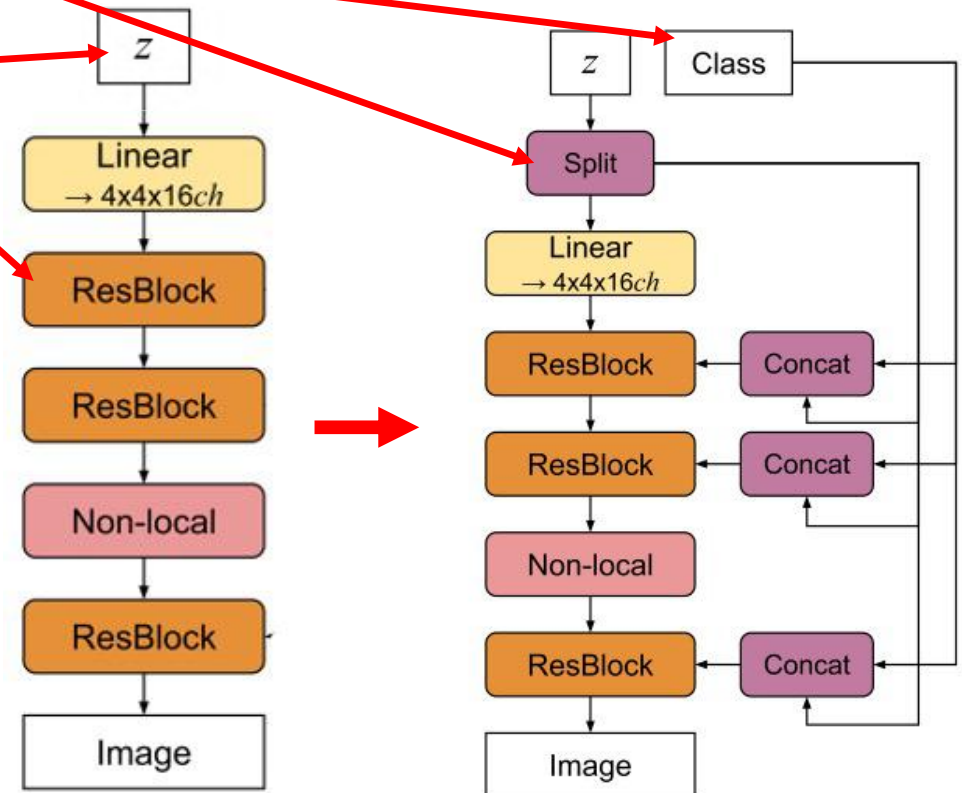 z
Linear
→ 4x4x16ch
ResBlock
ResBlock
Non-local
ResBlock
Image
z
Class
Split
Linear
→ 4x4x16ch
ResBlock
Concat
ResBlock
Concat
Non-local
ResBlock
Concat
Image